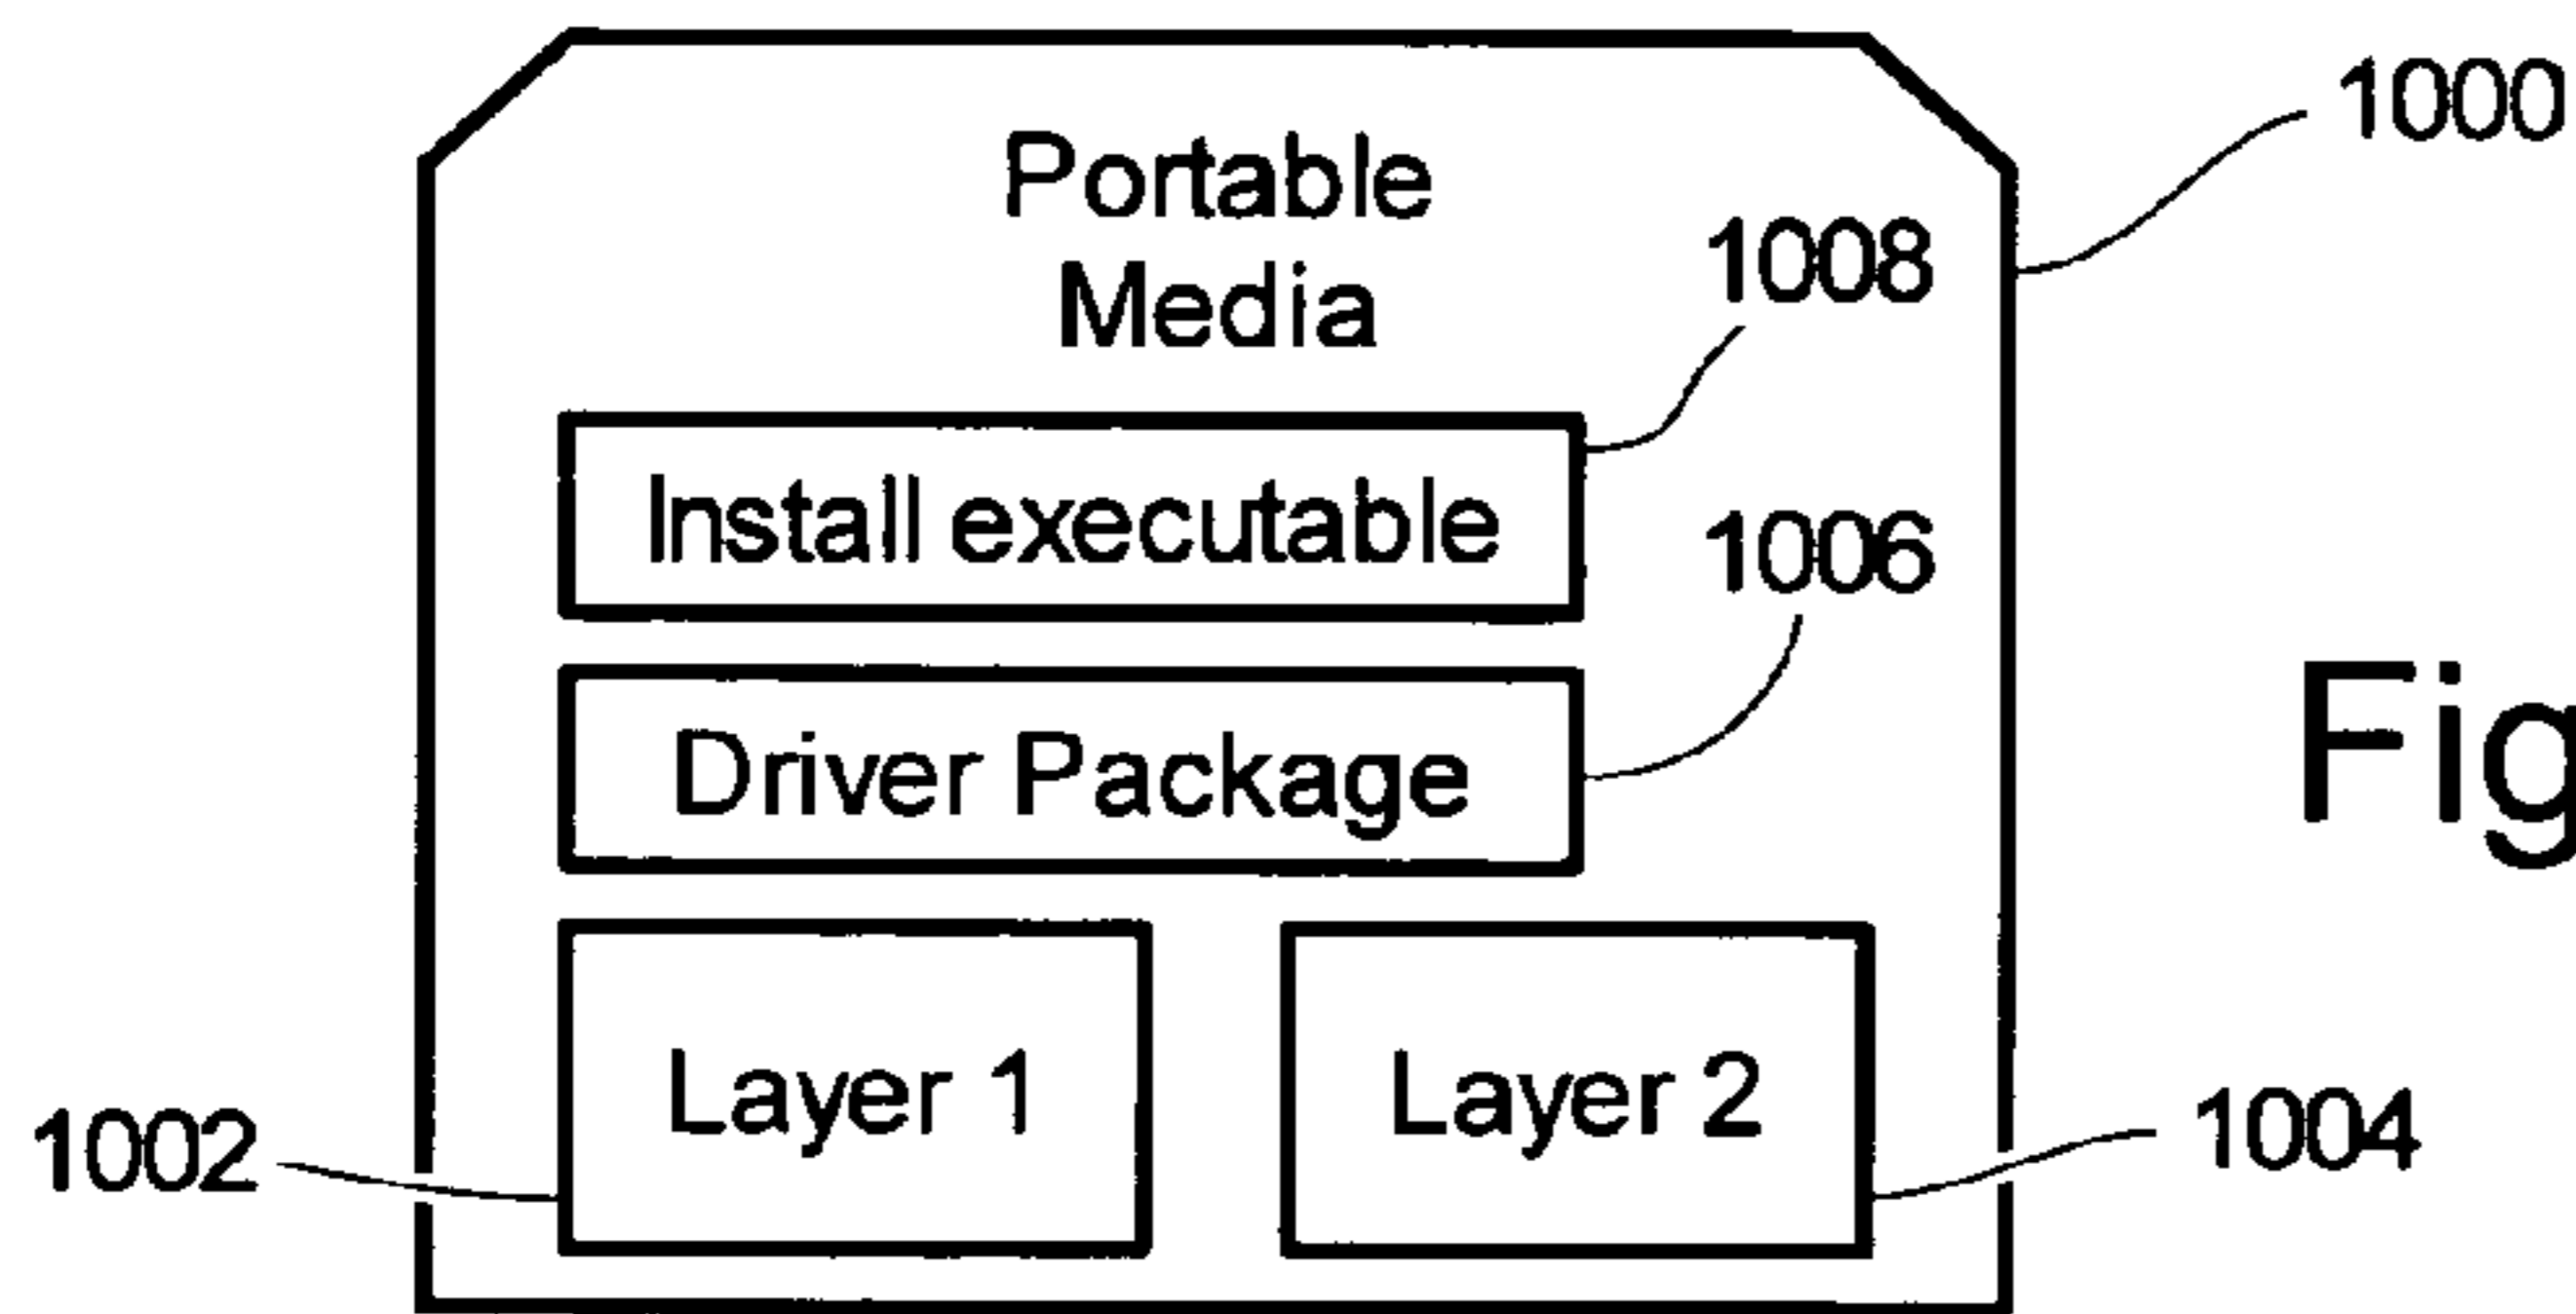 1000
Portable
Media
1008
Install executable
1006
Driver Package
Fig
Layer 1
Layer 2
1002
1004